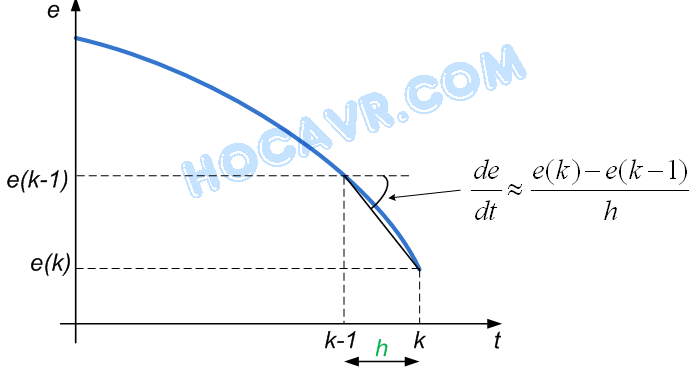 e
HOCAVR.COM
e(k-1)
de/dt ≈ e(k)−e(k−1)/h
e(k)
k-1 k t
h